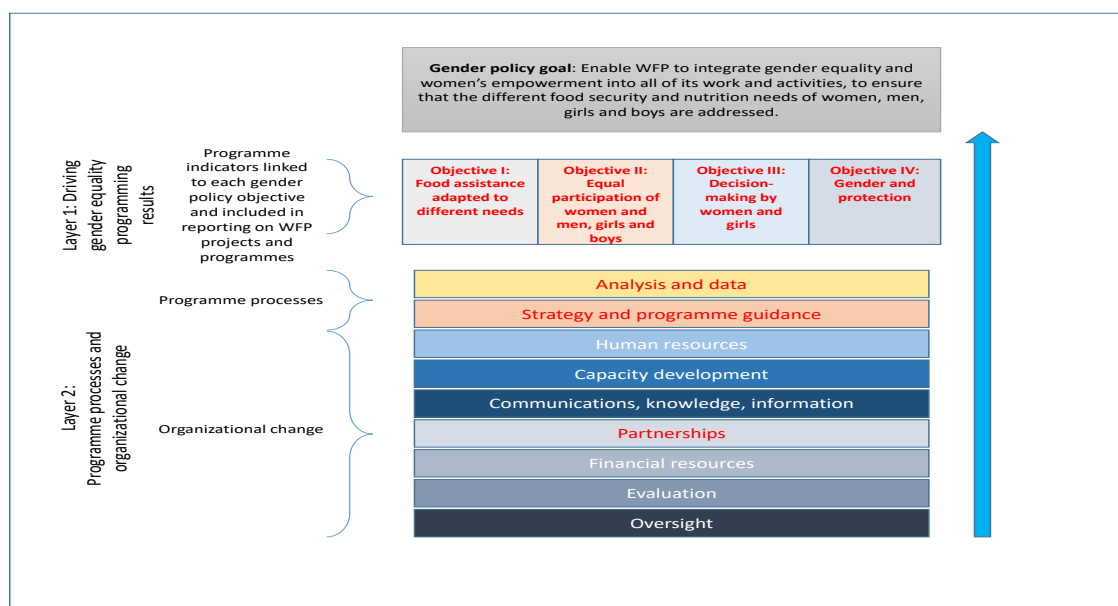 Gender policy goal: Enable WFP to integrate gender equality and
women's empowerment into all of its work and activities, to ensure
that the different food security and nutrition needs of women, men,
girls and boys are addressed.
Layer 1: Driving
gender equality
programming
results
Programme
indicators linked
to each gender
policy objective
and included in
reporting on WFP
projects and
programmes
Objective I:
Food assistance
adapted to
different needs
Objective II:
Equal
participation of
women and
men, girls and
boys
Objective III:
Decision-
making by
women and
girls
Objective IV:
Gender and
protection
Layer 2:
Programme processes and
organizational change
Programme processes
Analysis and data
Strategy and programme guidance
Organizational change
Human resources
Capacity development
Communications, knowledge, information
Partnerships
Financial resources
Evaluation
Oversight